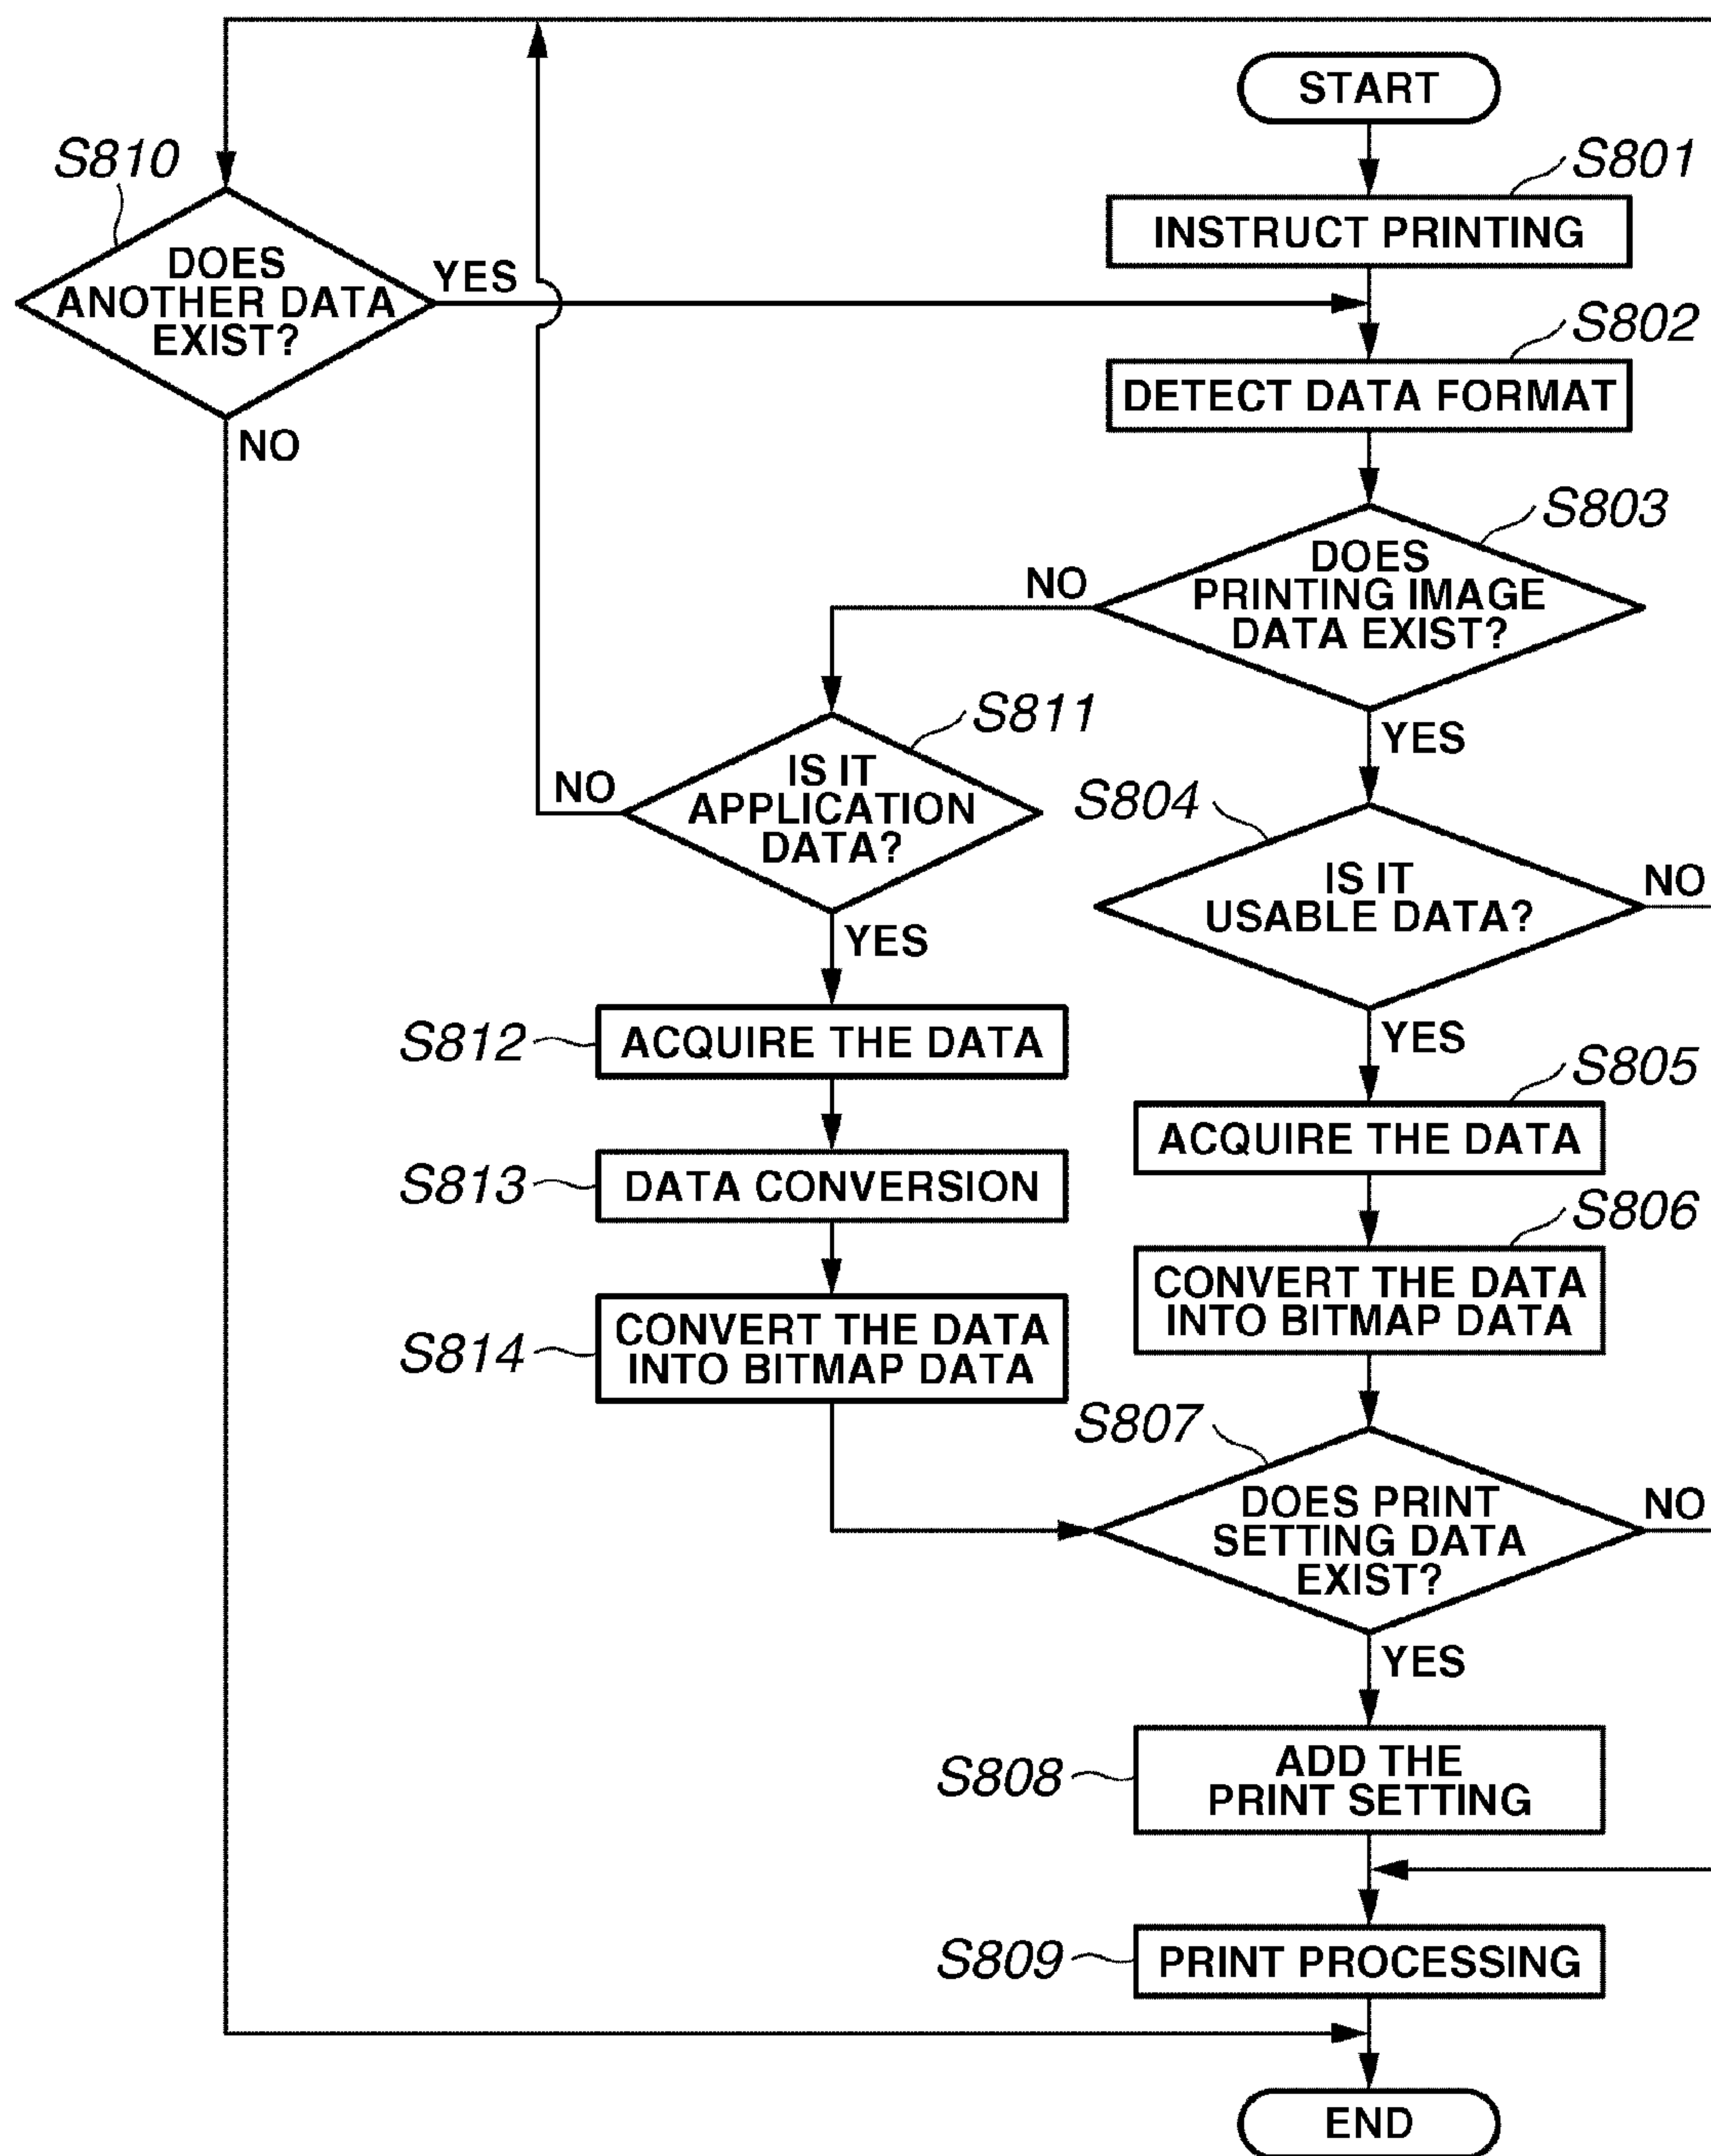 START
S801
INSTRUCT PRINTING
S810
DOES
ANOTHER DATA
EXIST?
YES
NO
S802
DETECT DATA FORMAT
S803
DOES
PRINTING IMAGE
DATA EXIST?
NO
YES
S811
IS IT
APPLICATION
DATA?
NO
YES
S804
IS IT
USABLE DATA?
NO
YES
S812
ACQUIRE THE DATA
S805
ACQUIRE THE DATA
S813
DATA CONVERSION
S806
CONVERT THE DATA
INTO BITMAP DATA
S814
CONVERT THE DATA
INTO BITMAP DATA
S807
DOES PRINT
SETTING DATA
EXIST?
NO
YES
S808
ADD THE
PRINT SETTING
S809
PRINT PROCESSING
END